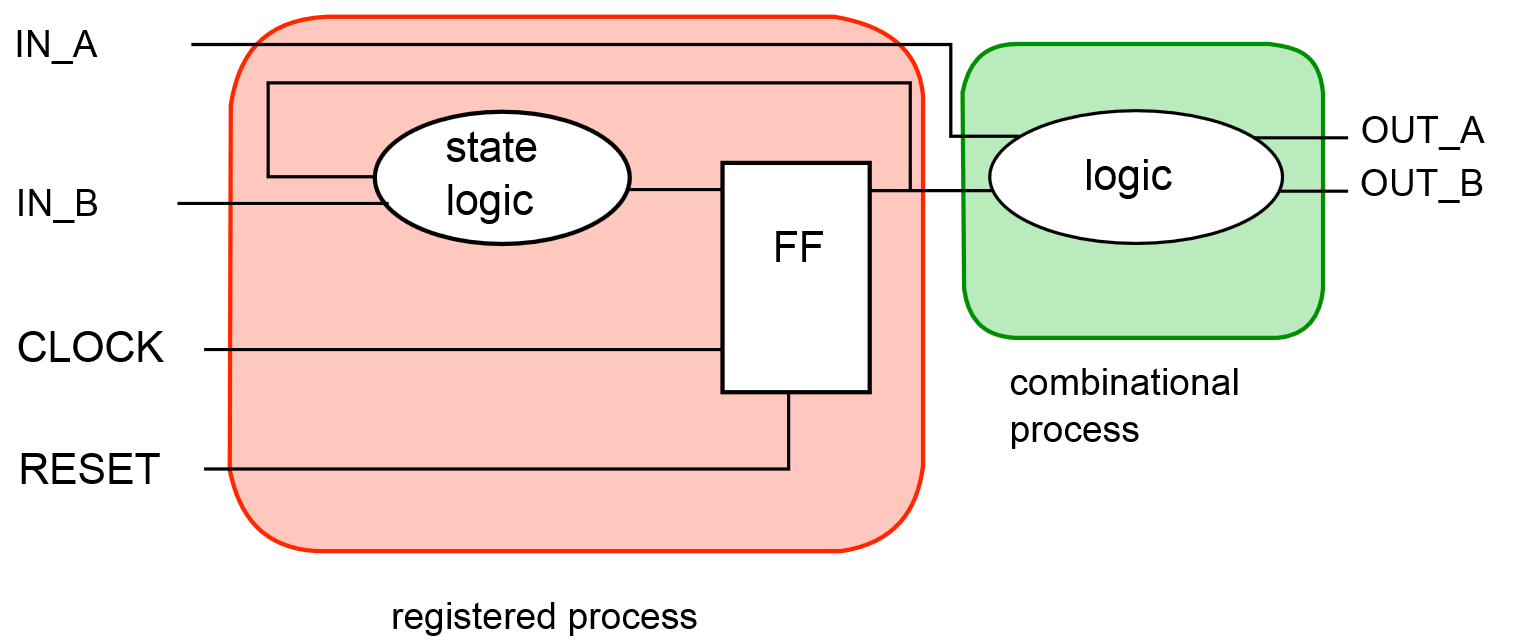 IN_A
OUT_A
state
logic
logic
OUT_B
IN_B
FF
CLOCK
combinational
process
RESET
registered process